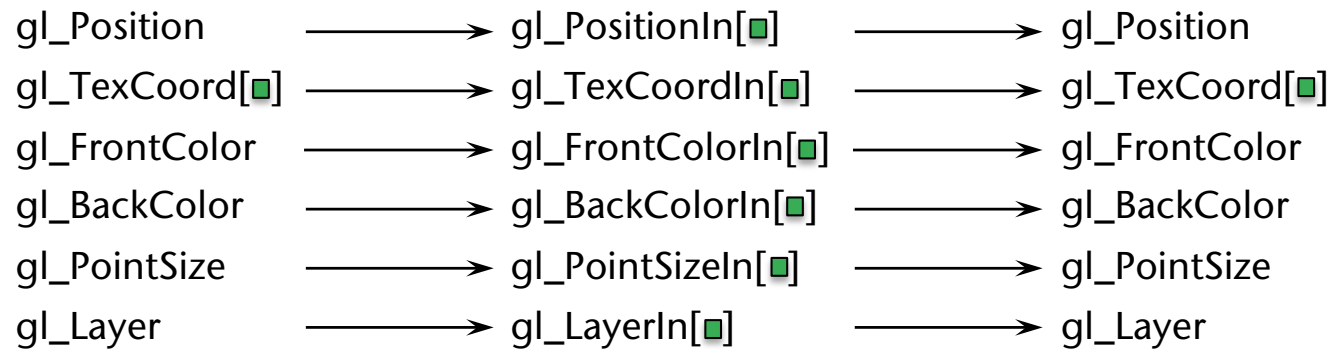 gl_Position gl_PositionIn[■] gl_Position
gl_TexCoord[■] gl_TexCoordIn[■] gl_TexCoord[■]
gl_FrontColor gl_FrontColorIn[■] gl_FrontColor
gl_BackColor gl_BackColorIn[■] gl_BackColor
gl_PointSize gl_PointSizeIn[■] gl_PointSize
gl_Layer gl_LayerIn[■] gl_Layer